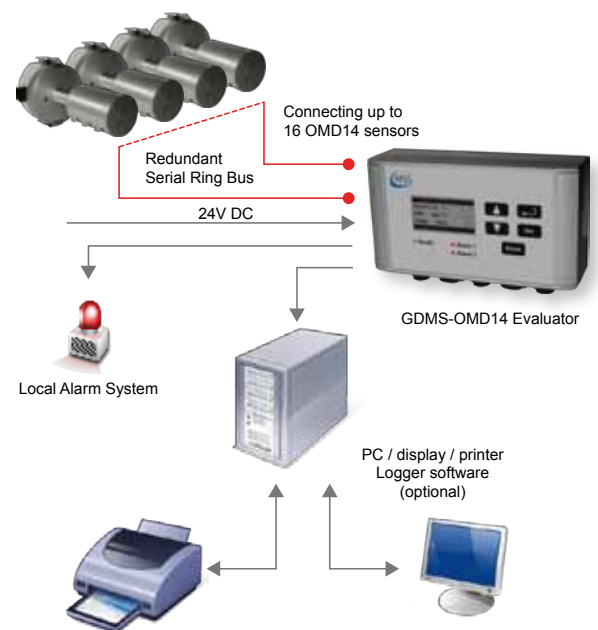 Connecting up to
16 OMD14 sensors
Redundant
Serial Ring Bus
24V DC
GDMS-OMD14 Evaluator
Local Alarm System
PC / display / printer
Logger software
(optional)